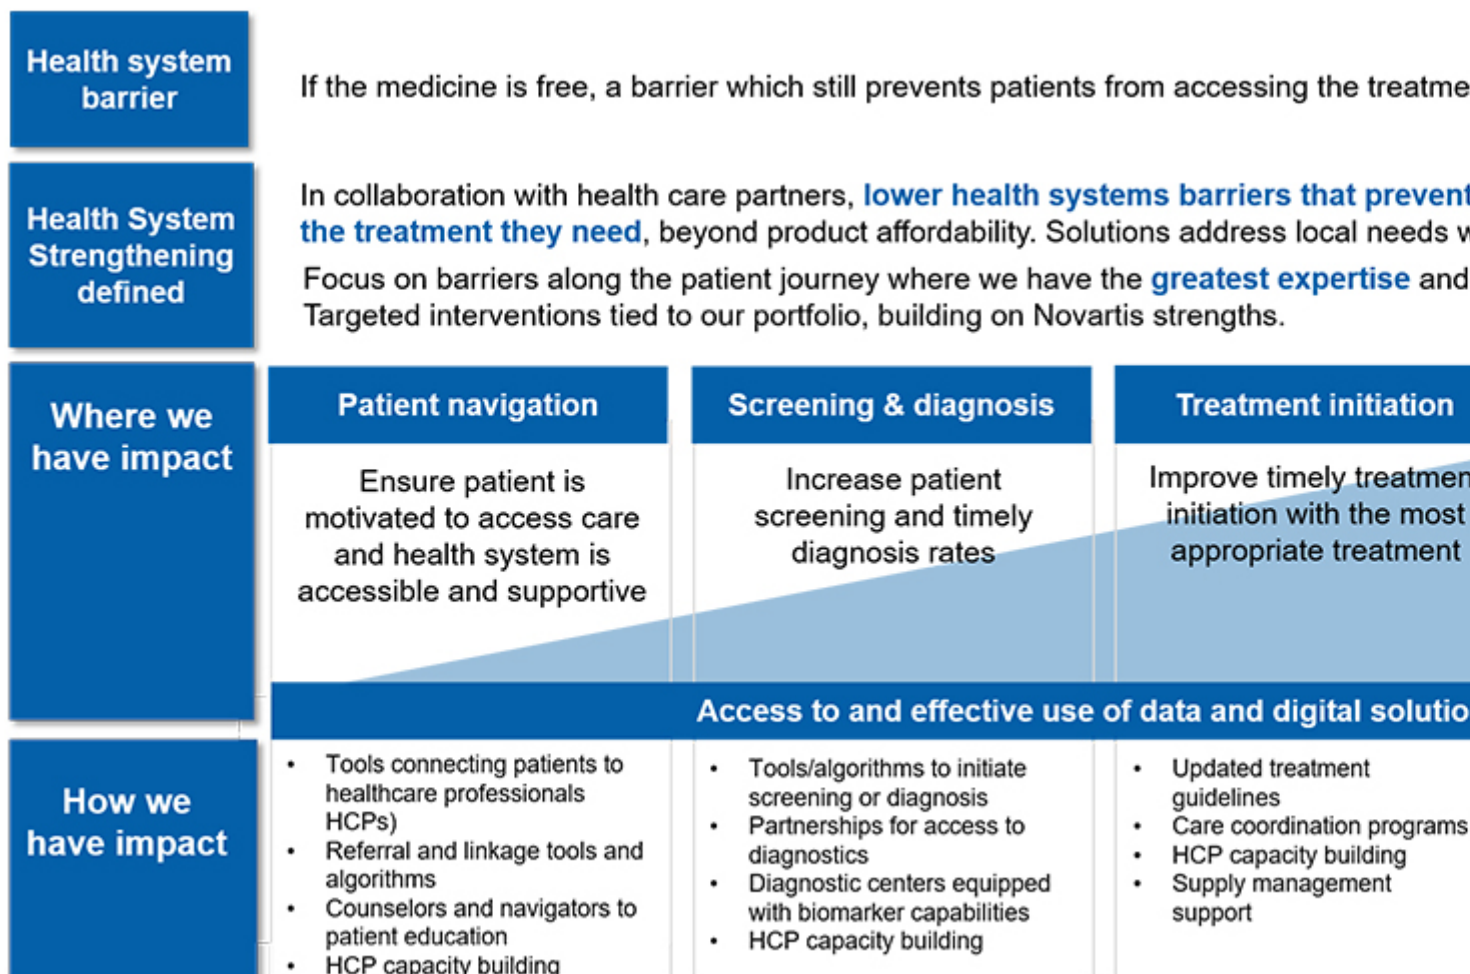 Health system
barrier
If the medicine is free, a barrier which still prevents patients from accessing the
Health System
Strengthening
defined
In collaboration with health care partners, lower health systems barriers that prevent
the treatment they need, beyond product affordability. Solutions address local needs
Focus on barriers along the patient journey where we have the greatest expertise and
Targeted interventions tied to our portfolio, building on Novartis strengths.
Where we
have impact
Patient navigation
Ensure patient is
motivated to access care
and health system is
accessible and supportive
Screening & diagnosis
Increase patient
screening and timely
diagnosis rates
Treatment initiation
Improve timely treatment
initiation with the most
appropriate treatment
Access to and effective use of data and digital
How we
have impact
• Tools connecting patients to
healthcare professionals
HCPs)
• Referral and linkage tools and
algorithms
• Counselors and navigators to
patient education
• HCP capacity building
• Tools/algorithms to initiate
screening or diagnosis
• Partnerships for access to
diagnostics
• Diagnostic centers equipped
with biomarker capabilities
• HCP capacity building
• Updated treatment
guidelines
• Care coordination programs
• HCP capacity building
• Supply management
support